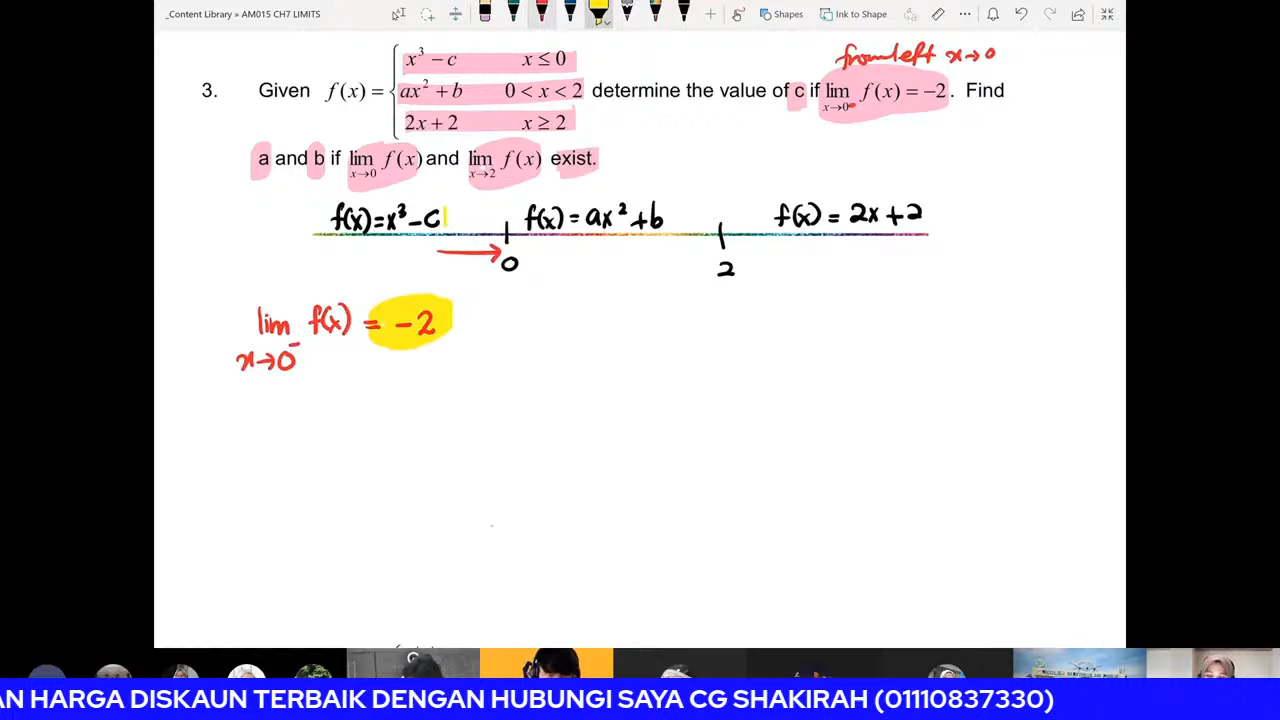 _Content Library » AM015 CH7 LIMITS
Shapes
Ink to Shape
from left x→0
3. Given f(x) = { x³ − c x ≤ 0
ax² + b 0 < x < 2 determine the value of c if lim x→0⁻ f(x) = −2. Find
2x + 2 x ≥ 2
a and b if lim x→0 f(x) and lim x→2 f(x) exist.
f(x)=x³−c f(x)=ax²+b f(x)=2x+2
0 2
lim x→0⁻ f(x) = −2
AN HARGA DISKAUN TERBAIK DENGAN HUBUNGI SAYA CG SHAKIRAH (01110837330)